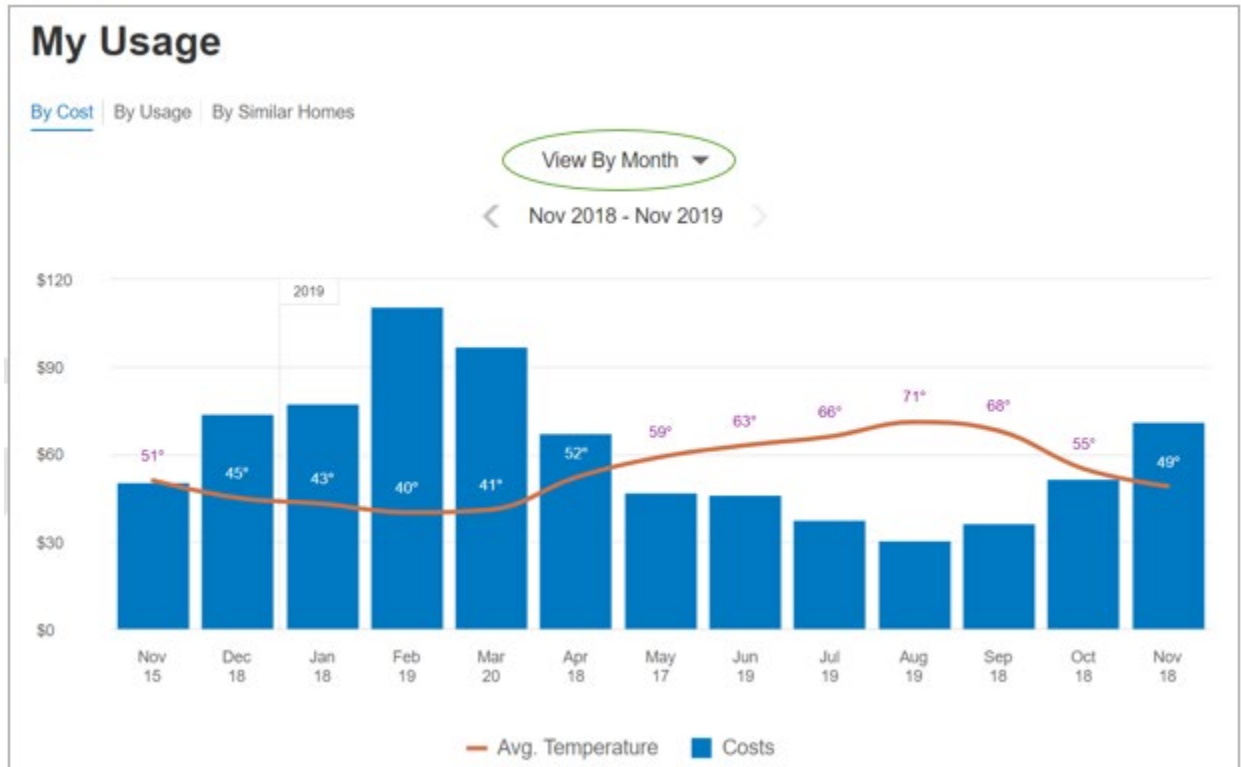 My Usage
By Cost By Usage By Similar Homes
View By Month
Nov 2018 - Nov 2019
$120
2019
$90
71°
68°
66°
63°
59°
55°
$60
51°
52°
49°
45°
43°
40°
41°
$30
$0
Nov Dec Jan Feb Mar Apr May Jun Jul Aug Sep Oct Nov
15 18 18 19 20 18 17 19 19 19 18 18 18
Avg. Temperature Costs